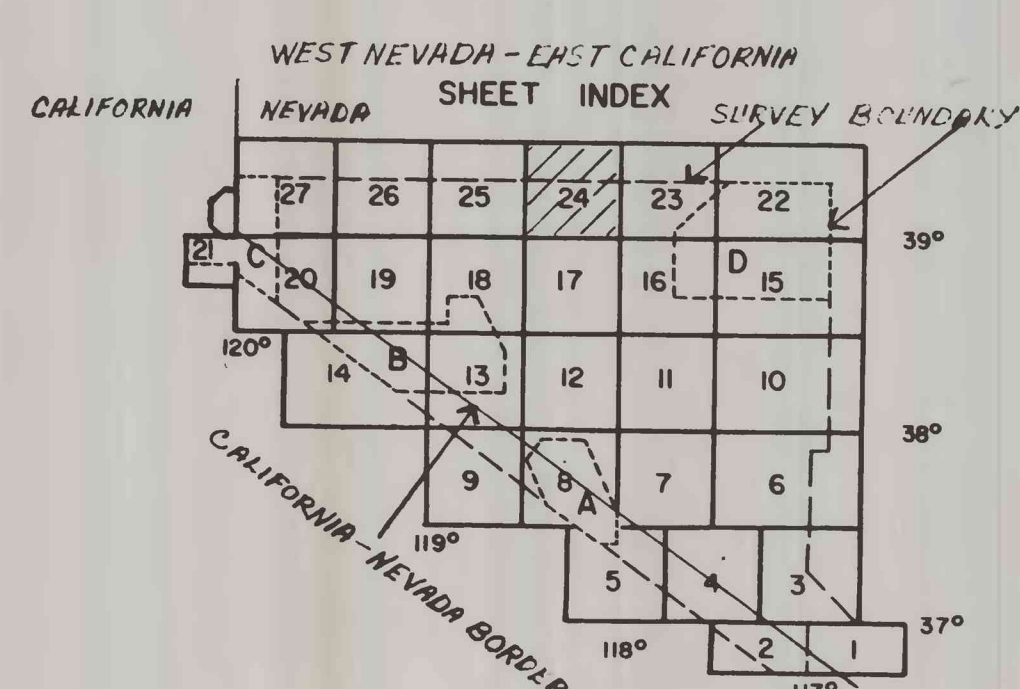 WEST NEVADA - EAST CALIFORNIA
SHEET INDEX
CALIFORNIA NEVADA
SURVEY BOUNDARY
27 26 25 24 23 22
39°
21 C 20 19 18 17 16 D 15
120°
14 B 13 12 11 10
38°
9 8 A 7 6
119°
CALIFORNIA-NEVADA BORDER
5 4 3
37°
118°
2 1
117°